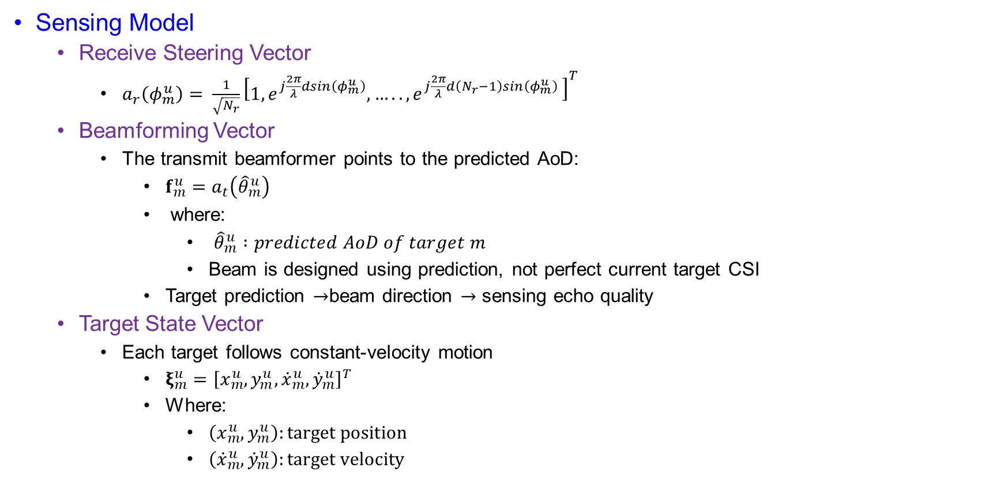 • Sensing Model
• Receive Steering Vector
• $a_r(\phi_m^u) = \frac{1}{\sqrt{N_r}}\left[1, e^{j\frac{2\pi}{\lambda}dsin(\phi_m^u)}, \ldots.., e^{j\frac{2\pi}{\lambda}d(N_r-1)sin(\phi_m^u)}\right]^T$
• Beamforming Vector
• The transmit beamformer points to the predicted AoD:
• $\mathbf{f}_m^u = a_t(\hat{\theta}_m^u)$
• where:
• $\hat{\theta}_m^u : predicted\ AoD\ of\ target\ m$
• Beam is designed using prediction, not perfect current target CSI
• Target prediction →beam direction → sensing echo quality
• Target State Vector
• Each target follows constant-velocity motion
• $\boldsymbol{\xi}_m^u = [x_m^u, y_m^u, \dot{x}_m^u, \dot{y}_m^u]^T$
• Where:
• $(x_m^u, y_m^u)$: target position
• $(\dot{x}_m^u, \dot{y}_m^u)$: target velocity